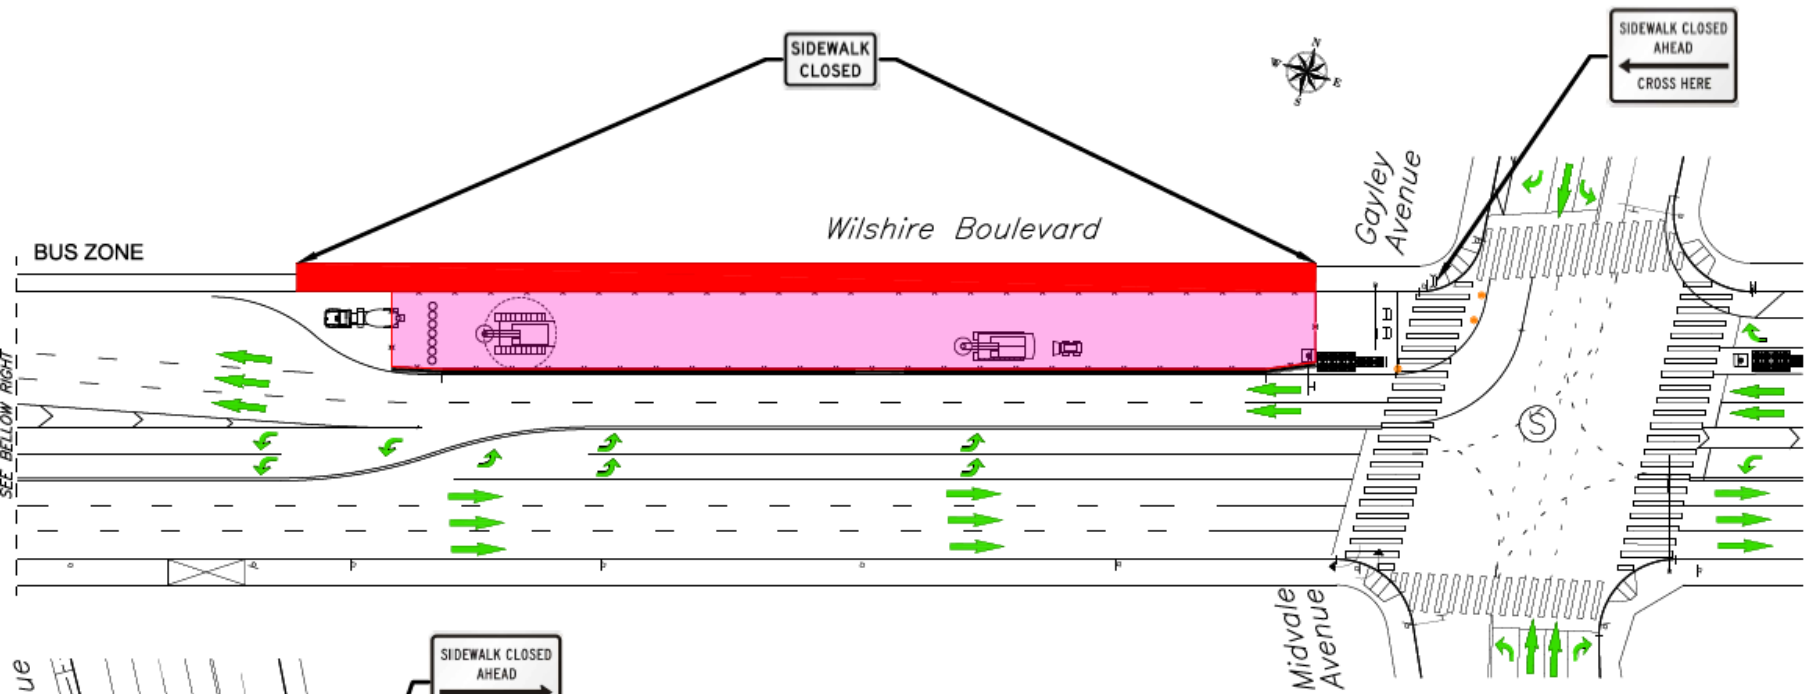 SIDEWALK
CLOSED
SIDEWALK CLOSED
AHEAD
CROSS HERE
N
W
E
S
Gayley
Avenue
Wilshire Boulevard
BUS ZONE
SEE BELLOW RIGHT
S
Midvale
Avenue
SIDEWALK CLOSED
AHEAD
ue